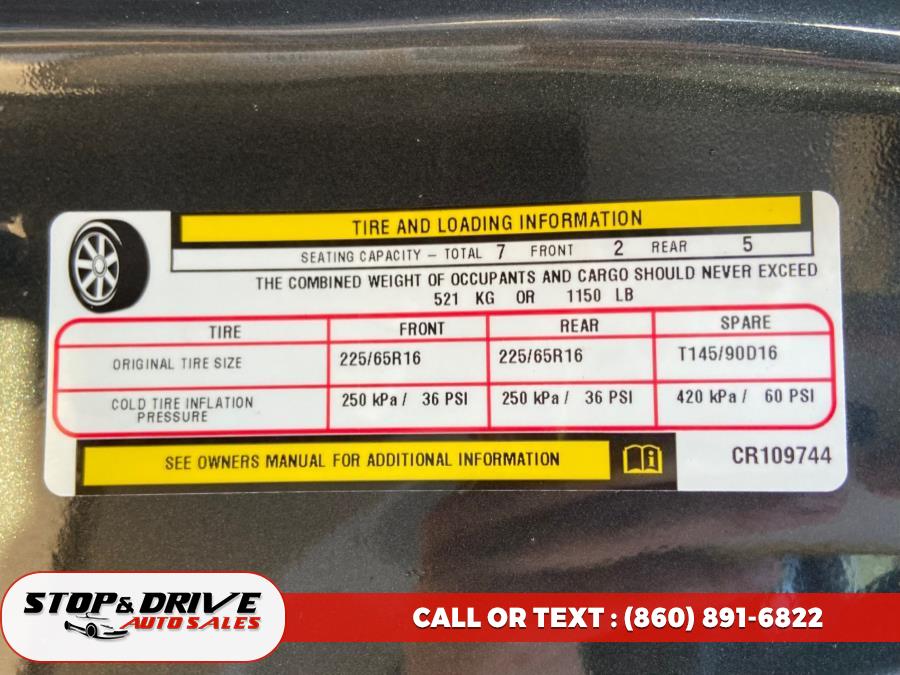 TIRE AND LOADING INFORMATION
SEATING CAPACITY – TOTAL 7 FRONT 2 REAR 5
THE COMBINED WEIGHT OF OCCUPANTS AND CARGO SHOULD NEVER EXCEED
521 KG OR 1150 LB
TIRE FRONT REAR SPARE
ORIGINAL TIRE SIZE 225/65R16 225/65R16 T145/90D16
COLD TIRE INFLATION PRESSURE 250 kPa / 36 PSI 250 kPa / 36 PSI 420 kPa / 60 PSI
SEE OWNERS MANUAL FOR ADDITIONAL INFORMATION
CR109744
STOP & DRIVE
AUTO SALES
CALL OR TEXT : (860) 891-6822